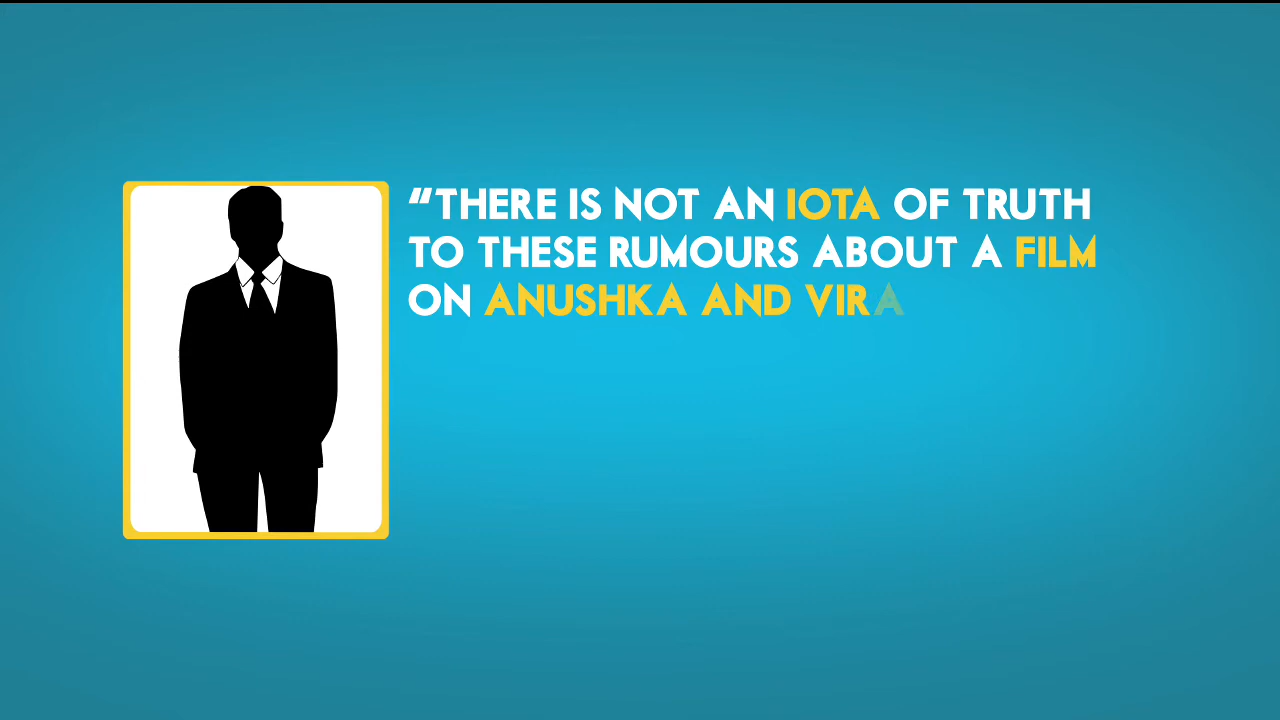 “THERE IS NOT AN IOTA OF TRUTH
TO THESE RUMOURS ABOUT A FILM
ON ANUSHKA AND VIRA